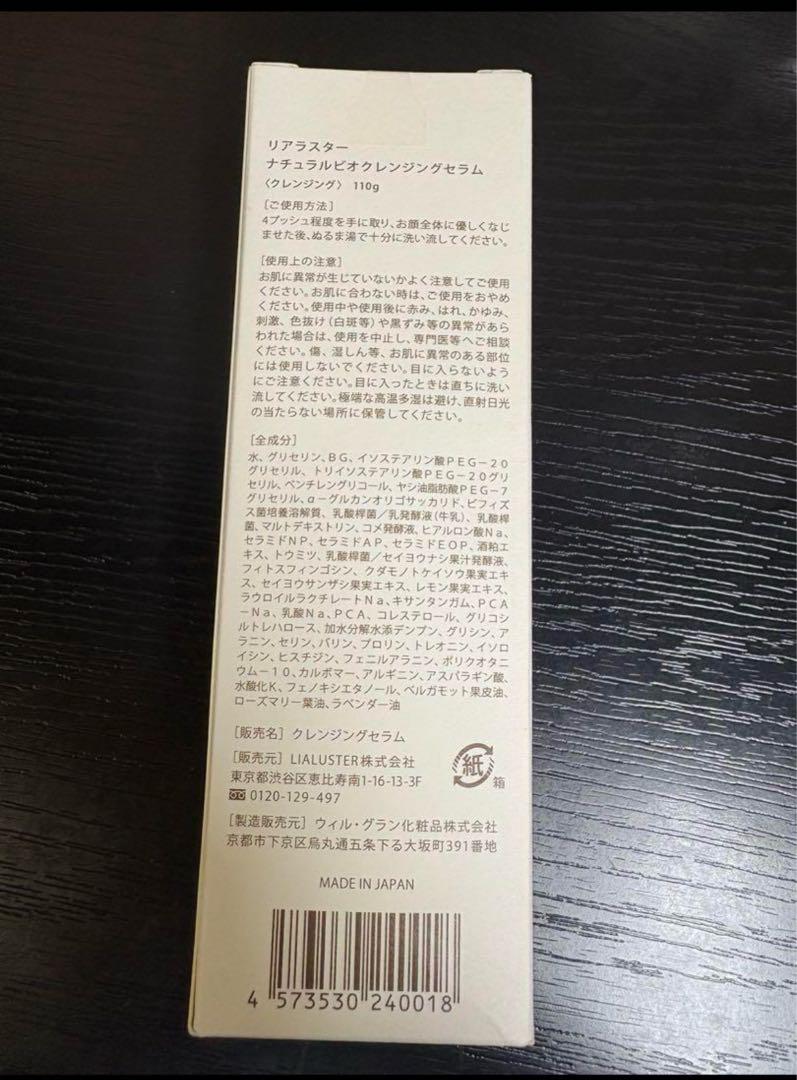 リアラスター
ナチュラルビオクレンジングセラム
〈クレンジング〉 110g
［ご使用方法］
4プッシュ程度を手に取り、お顔全体に優しくなじ
ませた後、ぬるま湯で十分に洗い流してください。
［使用上の注意］
お肌に異常が生じていないかよく注意してご使用
ください。お肌に合わない時は、ご使用をおやめ
ください。使用中や使用後に赤み、はれ、かゆみ、
刺激、色抜け（白斑等）や黒ずみ等の異常があら
われた場合は、使用を中止し、専門医等へご相談
ください。傷、湿しん等、お肌に異常のある部位
には使用しないでください。目に入らないよう
にご注意ください。目に入ったときは直ちに洗い
流してください。極端な高温多湿は避け、直射日光
の当たらない場所に保管してください。
［全成分］
水、グリセリン、ＢＧ、イソステアリン酸ＰＥＧ－２０
グリセリル、トリイソステアリン酸ＰＥＧ－２０グリ
セリル、ペンチレングリコール、ヤシ油脂肪酸ＰＥＧ－７
グリセリル、α－グルカンオリゴサッカリド、ビフィズ
ス菌培養溶解質、乳酸桿菌／乳発酵液（牛乳）、乳酸桿
菌、マルトデキストリン、コメ発酵液、ヒアルロン酸Ｎａ、
セラミドＮＰ、セラミドＡＰ、セラミドＥＯＰ、酒粕エ
キス、トウミツ、乳酸桿菌／セイヨウナシ果汁発酵液、
フィトスフィンゴシン、クダモノトケイソウ果実エキ
ス、セイヨウサンザシ果実エキス、レモン果実エキス、
ラウロイルラクチレートＮａ、キサンタンガム、ＰＣＡ
－Ｎａ、乳酸Ｎａ、ＰＣＡ、コレステロール、グリコシ
ルトレハロース、加水分解水添デンプン、グリシン、ア
ラニン、セリン、バリン、プロリン、トレオニン、イソロ
イシン、ヒスチジン、フェニルアラニン、ポリクオタニ
ウム－１０、カルボマー、アルギニン、アスパラギン酸、
水酸化Ｋ、フェノキシエタノール、ベルガモット果皮油、
ローズマリー葉油、ラベンダー油
［販売名］ クレンジングセラム
［販売元］ LIALUSTER株式会社
東京都渋谷区恵比寿南1-16-13-3F
0120-129-497
紙
箱
［製造販売元］ ウィル・グラン化粧品株式会社
京都市下京区烏丸通五条下る大坂町391番地
MADE IN JAPAN
4 573530 240018